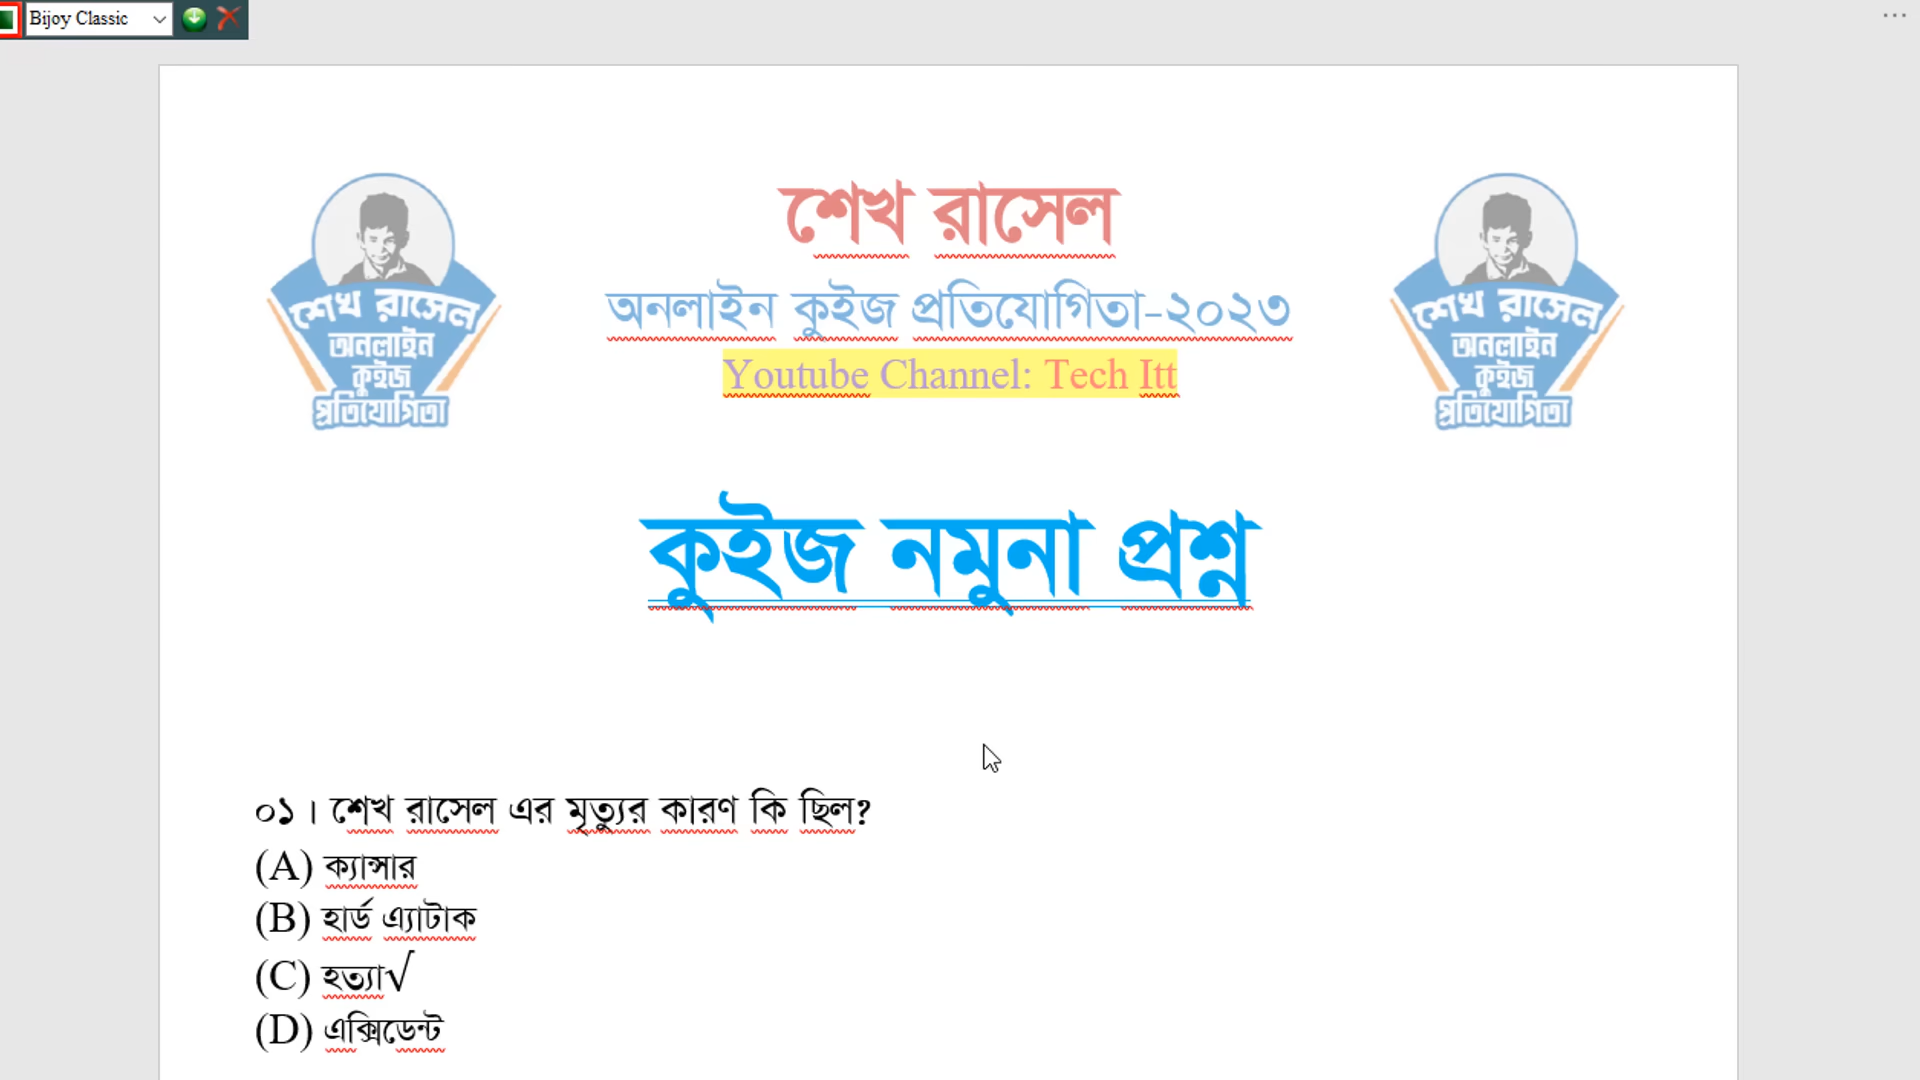 Bijoy Classic
শেখ রাসেল
অনলাইন কুইজ প্রতিযোগিতা-২০২৩
Youtube Channel: Tech Itt
শেখ রাসেল
অনলাইন
কুইজ
প্রতিযোগিতা
শেখ রাসেল
অনলাইন
কুইজ
প্রতিযোগিতা
কুইজ নমুনা প্রশ্ন
০১। শেখ রাসেল এর মৃত্যুর কারণ কি ছিল?
(A) ক্যান্সার
(B) হার্ড এ্যাটাক
(C) হত্যা√
(D) এক্সিডেন্ট